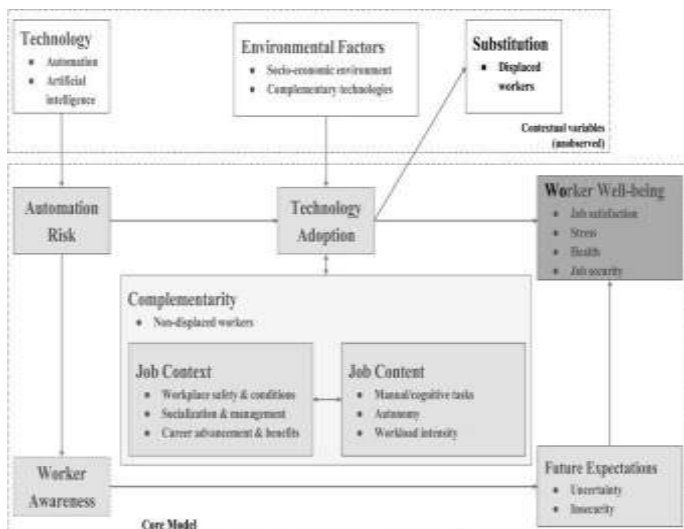 Technology
● Automation
● Artificial
intelligence
Environmental Factors
● Socio-economic environment
● Complementary technologies
Substitution
● Displaced
workers
Contextual variables
(unobserved)
Automation
Risk
Technology
Adoption
Worker Well-being
● Job satisfaction
● Stress
● Health
● Job security
Complementarity
● Non-displaced workers
Job Context
● Workplace safety & conditions
● Socialization & management
● Career advancement & benefits
Job Content
● Manual/cognitive tasks
● Autonomy
● Workload intensity
Worker
Awareness
Future Expectations
● Uncertainty
● Insecurity
Core Model